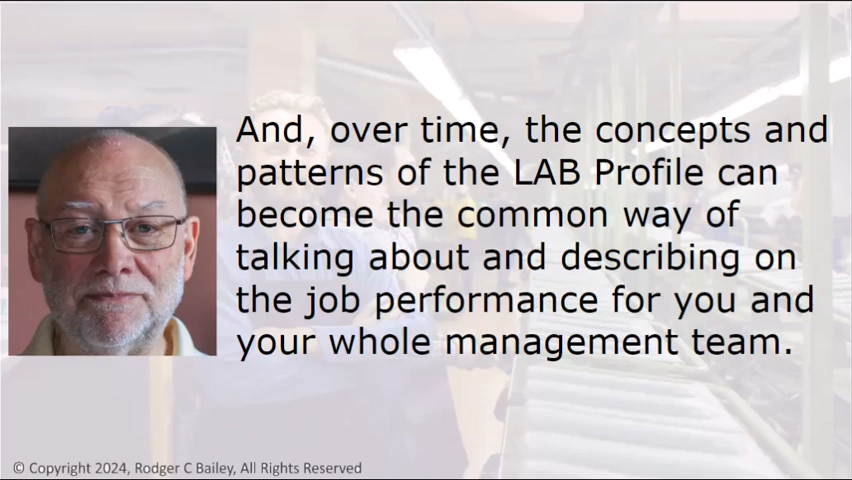 And, over time, the concepts and
patterns of the LAB Profile can
become the common way of
talking about and describing on
the job performance for you and
your whole management team.
© Copyright 2024, Rodger C Bailey, All Rights Reserved